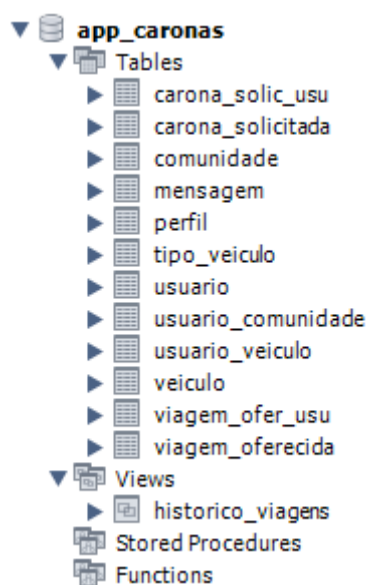 app_caronas
Tables
carona_solic_usu
carona_solicitada
comunidade
mensagem
perfil
tipo_veiculo
usuario
usuario_comunidade
usuario_veiculo
veiculo
viagem_ofer_usu
viagem_oferecida
Views
historico_viagens
Stored Procedures
Functions